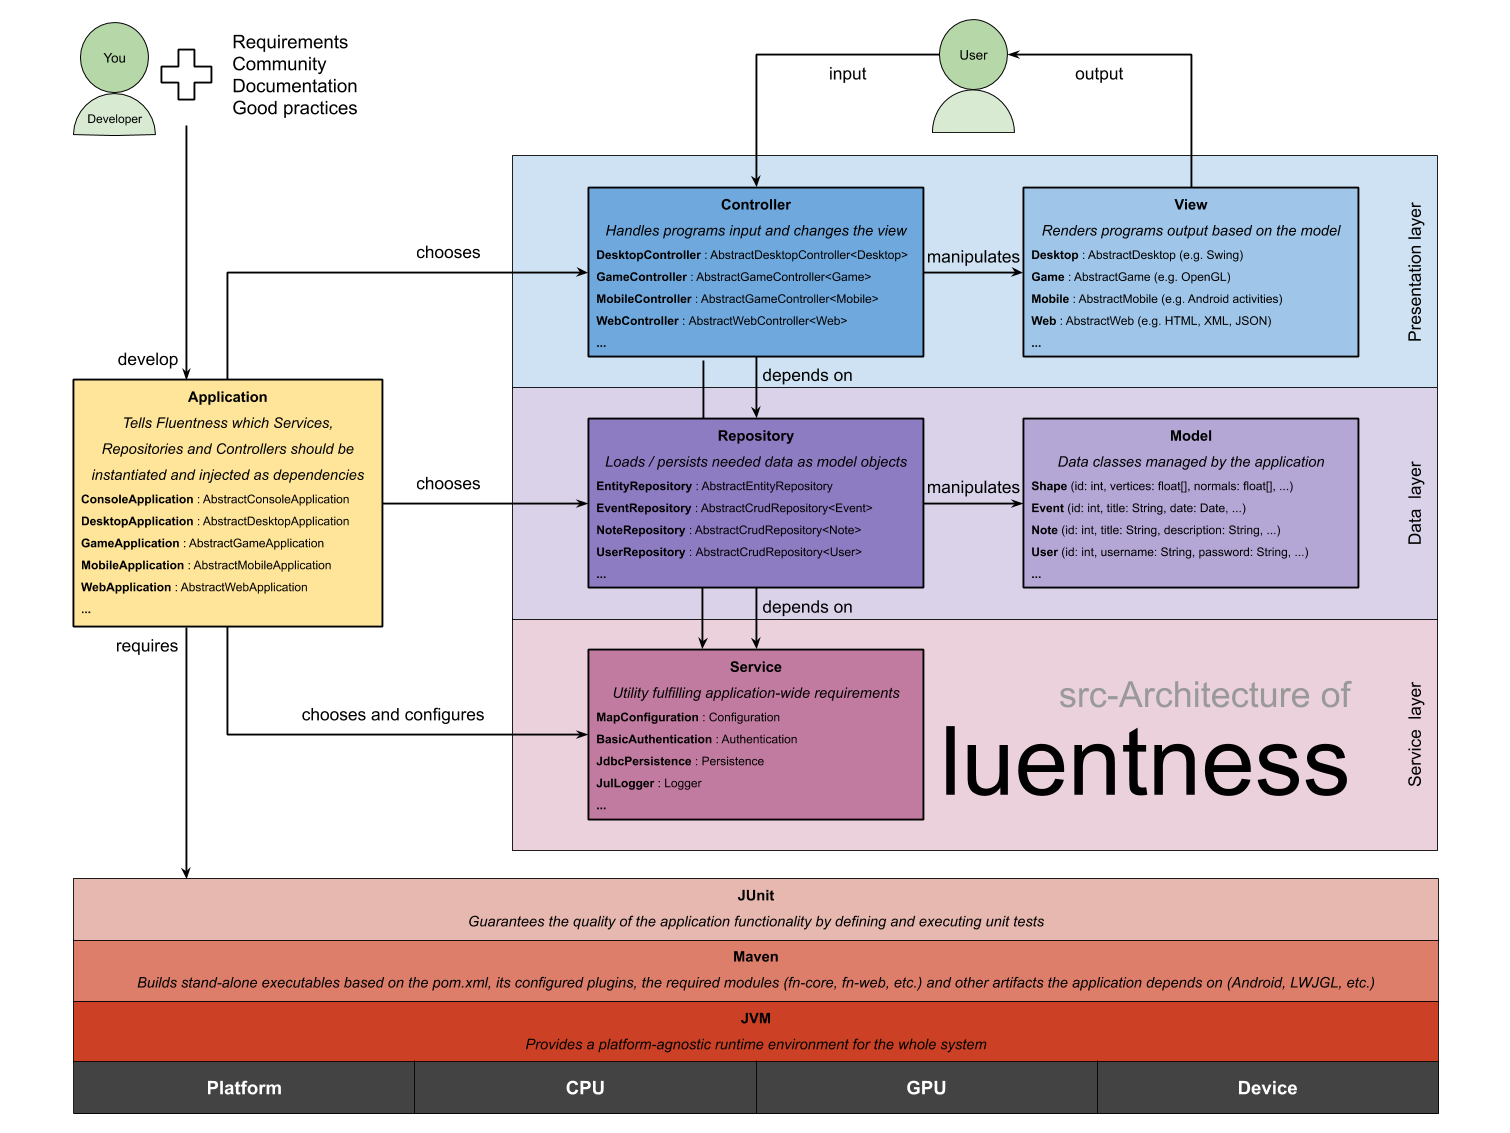 You
Developer
Requirements
Community
Documentation
Good practices
User
input
output
develop
chooses
chooses
chooses and configures
requires
Application
Tells Fluentness which Services,
Repositories and Controllers should be
instantiated and injected as dependencies
ConsoleApplication : AbstractConsoleApplication
DesktopApplication : AbstractDesktopApplication
GameApplication : AbstractGameApplication
MobileApplication : AbstractMobileApplication
WebApplication : AbstractWebApplication
...
Presentation layer
Controller
Handles programs input and changes the view
DesktopController : AbstractDesktopController<Desktop>
GameController : AbstractGameController<Game>
MobileController : AbstractGameController<Mobile>
WebController : AbstractWebController<Web>
...
manipulates
View
Renders programs output based on the model
Desktop : AbstractDesktop (e.g. Swing)
Game : AbstractGame (e.g. OpenGL)
Mobile : AbstractMobile (e.g. Android activities)
Web : AbstractWeb (e.g. HTML, XML, JSON)
...
depends on
Data layer
Repository
Loads / persists needed data as model objects
EntityRepository : AbstractEntityRepository
EventRepository : AbstractCrudRepository<Event>
NoteRepository : AbstractCrudRepository<Note>
UserRepository : AbstractCrudRepository<User>
...
manipulates
Model
Data classes managed by the application
Shape (id: int, vertices: float[], normals: float[], ...)
Event (id: int, title: String, date: Date, ...)
Note (id: int, title: String, description: String, ...)
User (id: int, username: String, password: String, ...)
...
depends on
Service layer
Service
Utility fulfilling application-wide requirements
MapConfiguration : Configuration
BasicAuthentication : Authentication
JdbcPersistence : Persistence
JulLogger : Logger
...
src-Architecture of
luentness
JUnit
Guarantees the quality of the application functionality by defining and executing unit tests
Maven
Builds stand-alone executables based on the pom.xml, its configured plugins, the required modules (fn-core, fn-web, etc.) and other artifacts the application depends on (Android, LWJGL, etc.)
JVM
Provides a platform-agnostic runtime environment for the whole system
Platform
CPU
GPU
Device